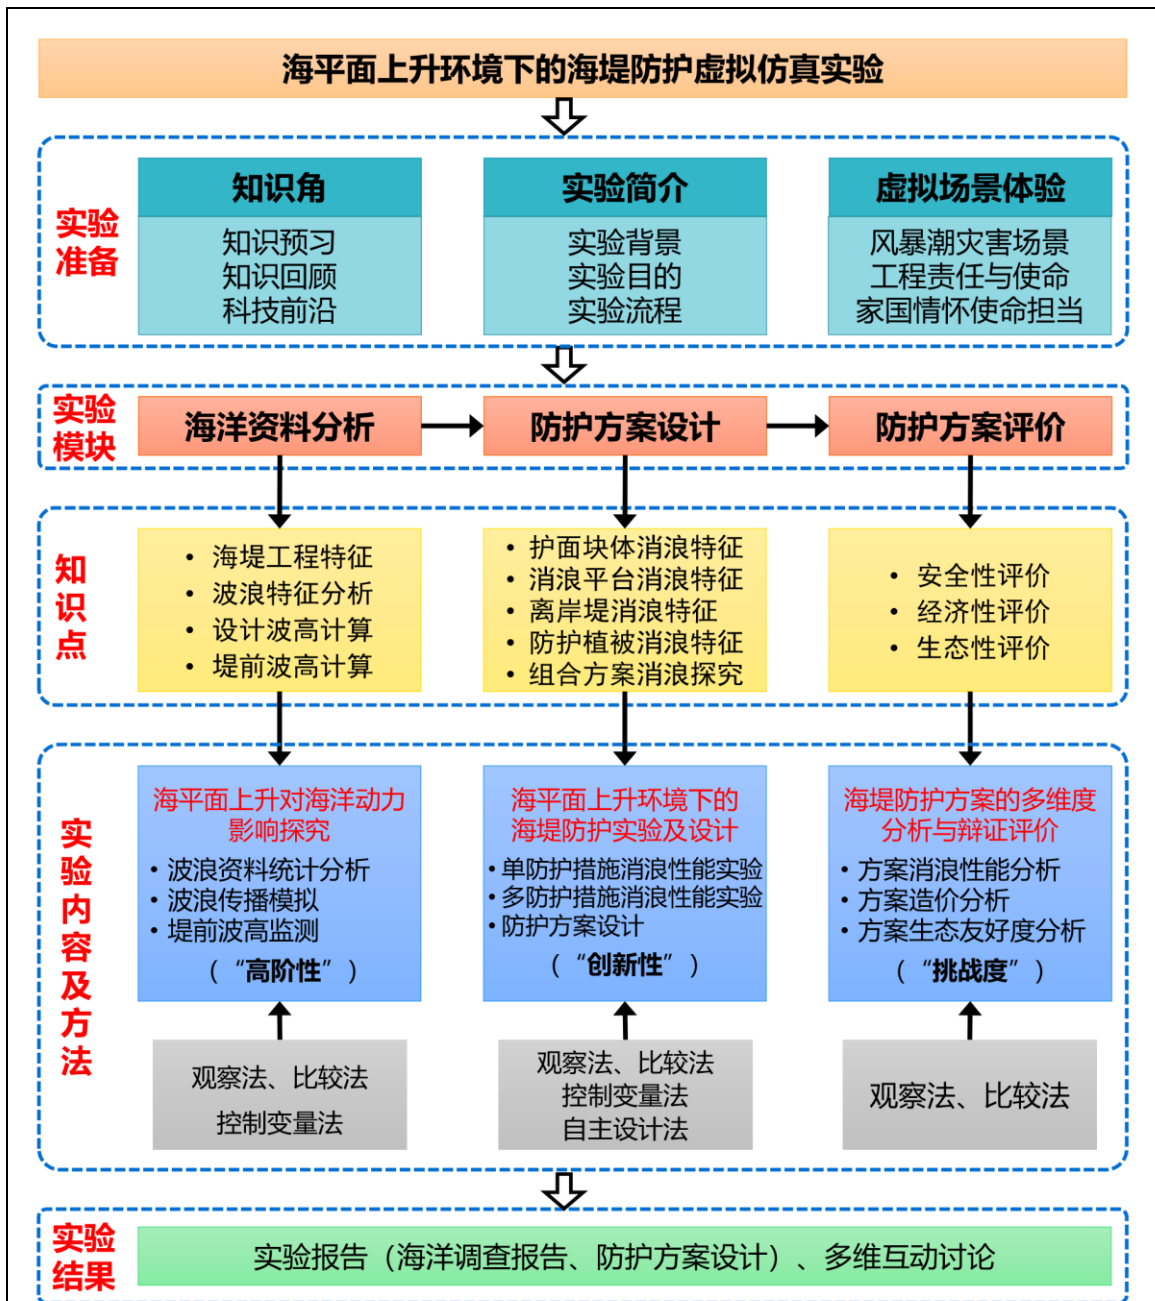 海平面上升环境下的海堤防护虚拟仿真实验
实验
准备
知识角
知识预习
知识回顾
科技前沿
实验简介
实验背景
实验目的
实验流程
虚拟场景体验
风暴潮灾害场景
工程责任与使命
家国情怀使命担当
实验
模块
海洋资料分析
防护方案设计
防护方案评价
知
识
点
• 海堤工程特征
• 波浪特征分析
• 设计波高计算
• 堤前波高计算
• 护面块体消浪特征
• 消浪平台消浪特征
• 离岸堤消浪特征
• 防护植被消浪特征
• 组合方案消浪探究
• 安全性评价
• 经济性评价
• 生态性评价
实
验
内
容
及
方
法
海平面上升对海洋动力
影响探究
• 波浪资料统计分析
• 波浪传播模拟
• 堤前波高监测
（“高阶性”）
海平面上升环境下的
海堤防护实验及设计
• 单防护措施消浪性能实验
• 多防护措施消浪性能实验
• 防护方案设计
（“创新性”）
海堤防护方案的多维度
分析与辩证评价
• 方案消浪性能分析
• 方案造价分析
• 方案生态友好度分析
（“挑战度”）
观察法、比较法
控制变量法
观察法、比较法
控制变量法
自主设计法
观察法、比较法
实验
结果
实验报告（海洋调查报告、防护方案设计）、多维互动讨论